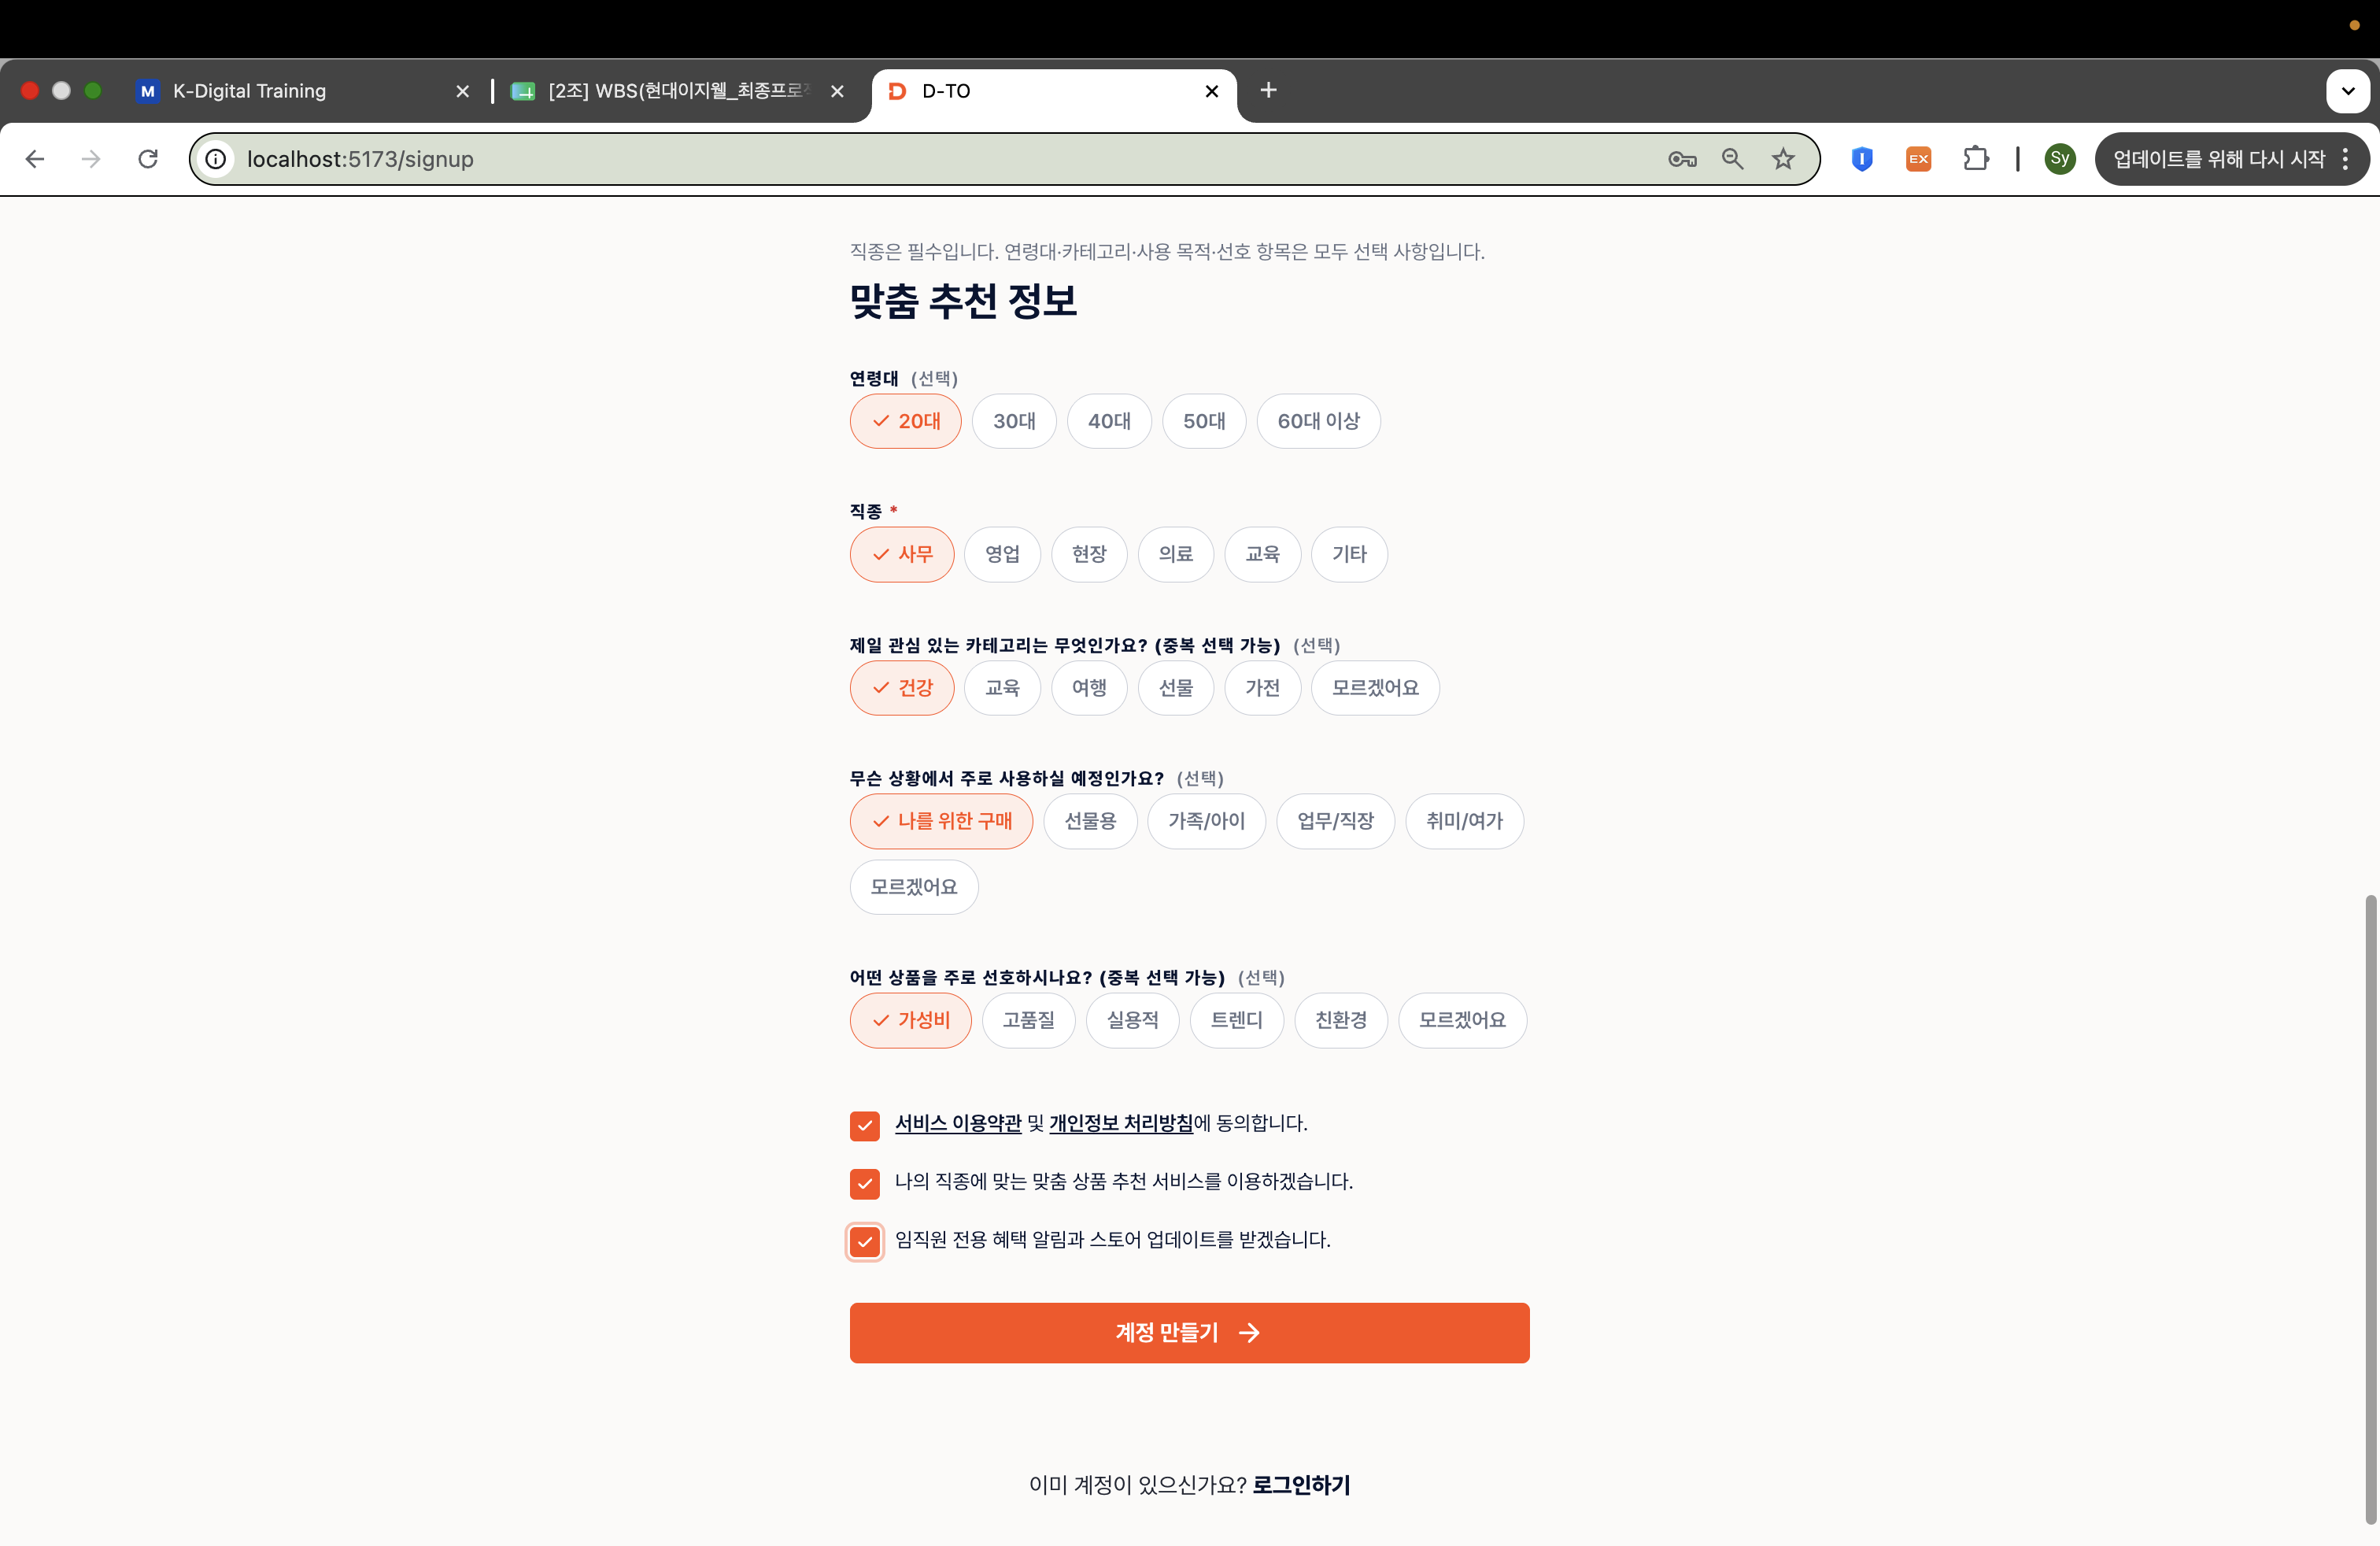 M K-Digital Training
[2조] WBS(현대이지웰_최종프로
D-TO
localhost:5173/signup
EX
Sy
업데이트를 위해 다시 시작
직종은 필수입니다. 연령대·카테고리·사용 목적·선호 항목은 모두 선택 사항입니다.
맞춤 추천 정보
연령대 (선택)
20대 30대 40대 50대 60대 이상
직종 *
사무 영업 현장 의료 교육 기타
제일 관심 있는 카테고리는 무엇인가요? (중복 선택 가능) (선택)
건강 교육 여행 선물 가전 모르겠어요
무슨 상황에서 주로 사용하실 예정인가요? (선택)
나를 위한 구매 선물용 가족/아이 업무/직장 취미/여가
모르겠어요
어떤 상품을 주로 선호하시나요? (중복 선택 가능) (선택)
가성비 고품질 실용적 트렌디 친환경 모르겠어요
서비스 이용약관 및 개인정보 처리방침에 동의합니다.
나의 직종에 맞는 맞춤 상품 추천 서비스를 이용하겠습니다.
임직원 전용 혜택 알림과 스토어 업데이트를 받겠습니다.
계정 만들기 →
이미 계정이 있으신가요? 로그인하기